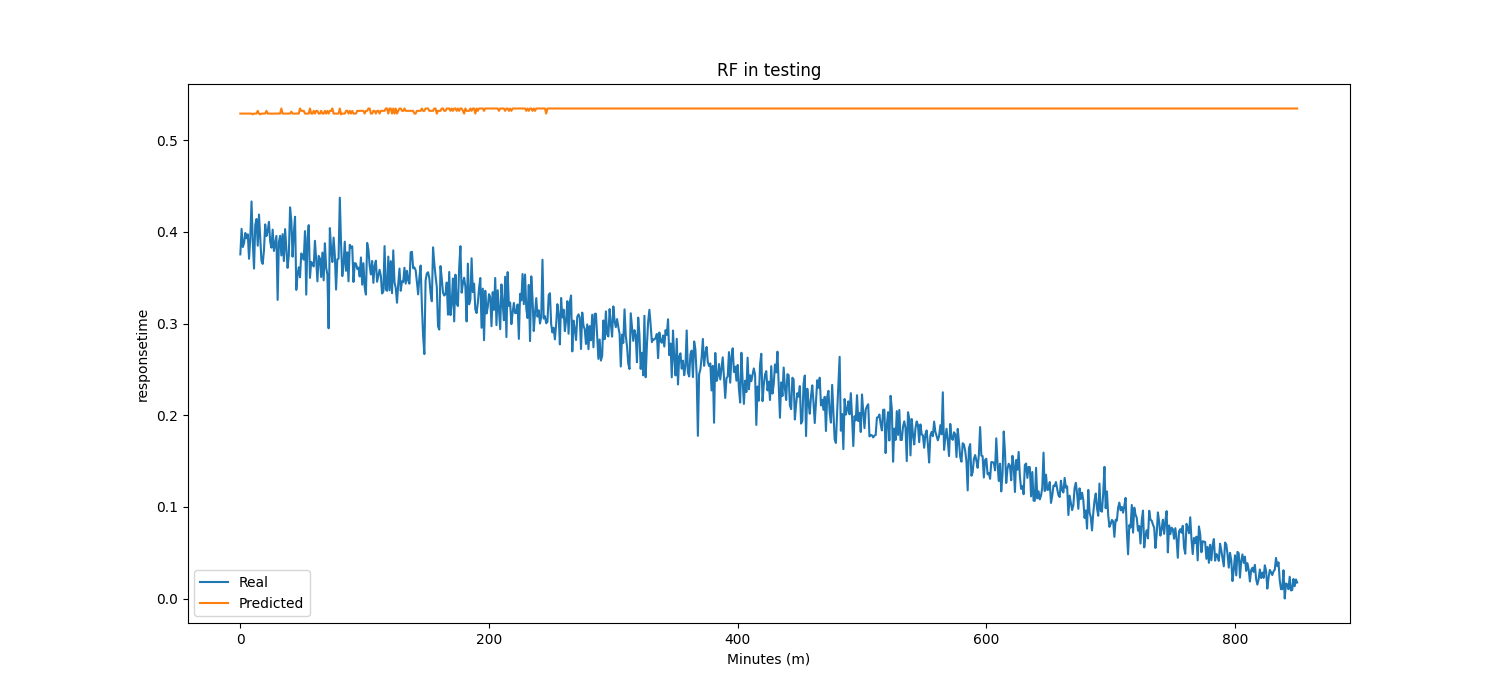 RF in testing
responsetime
0.5
0.4
0.3
0.2
0.1
0.0
Real
Predicted
0 200 400 600 800
Minutes (m)